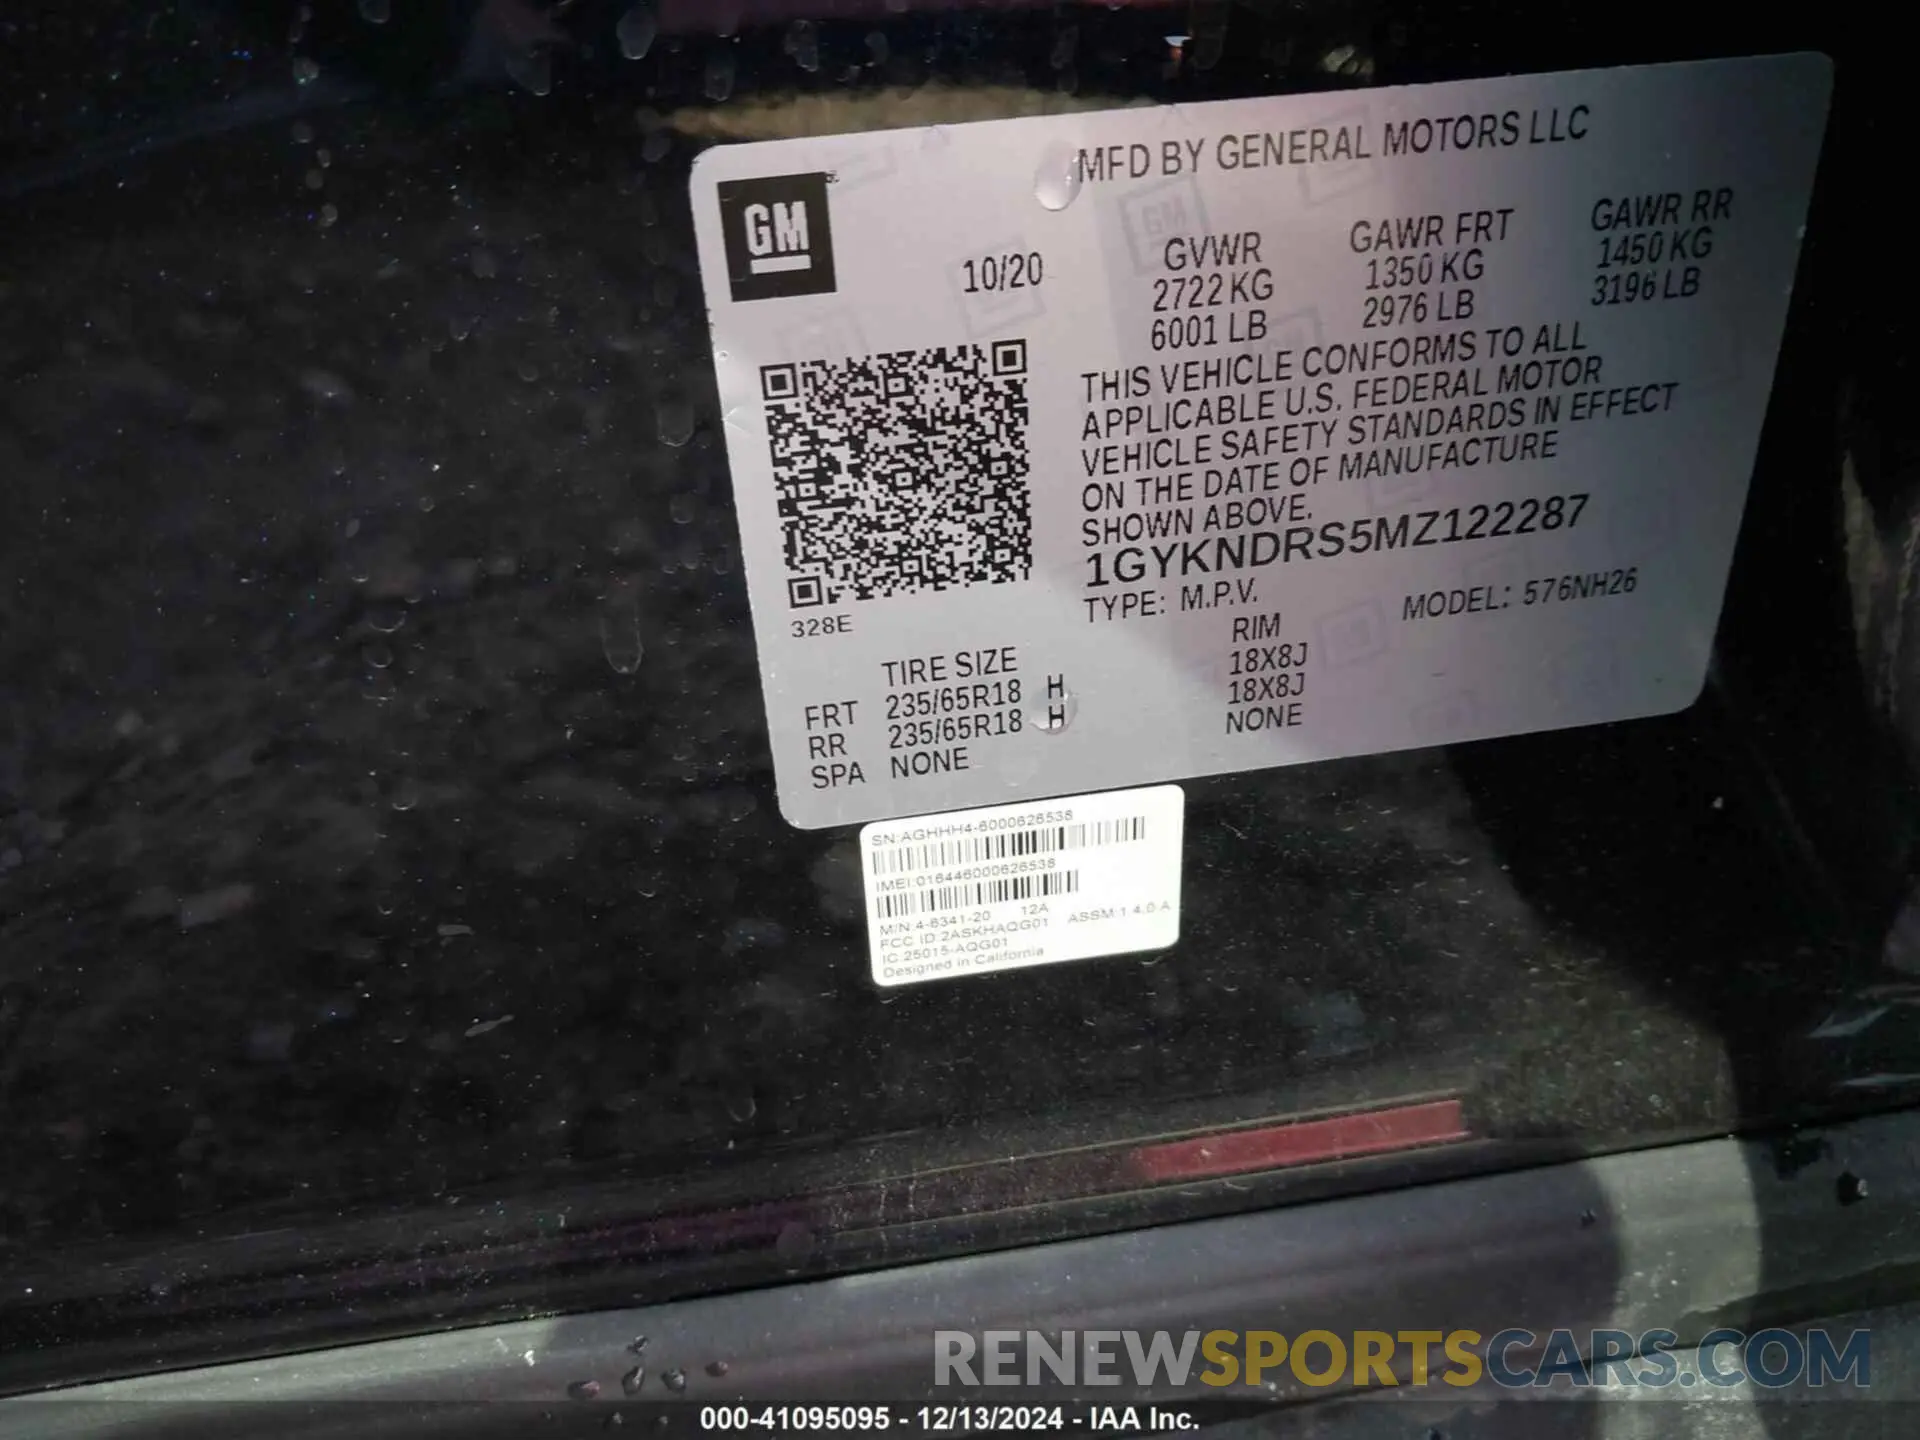 MFD BY GENERAL MOTORS LLC
GM
10/20
GVWR GAWR FRT GAWR RR
2722 KG 1350 KG 1450 KG
6001 LB 2976 LB 3196 LB
THIS VEHICLE CONFORMS TO ALL
APPLICABLE U.S. FEDERAL MOTOR
VEHICLE SAFETY STANDARDS IN EFFECT
ON THE DATE OF MANUFACTURE
SHOWN ABOVE.
1GYKNDRS5MZ122287
TYPE: M.P.V. MODEL: 576NH26
328E
TIRE SIZE RIM
FRT 235/65R18 H 18X8J
RR 235/65R18 H 18X8J
SPA NONE NONE
SN:AGHHH4-6000626538
IMEI:016446000626538
M/N:4-6341-20 12A
FCC ID:2ASKHAQG01 ASSM:1.4.0.A
IC:25015-AQG01
Designed in California
RENEWSPORTSCARS.COM
000-41095095 - 12/13/2024 - IAA Inc.